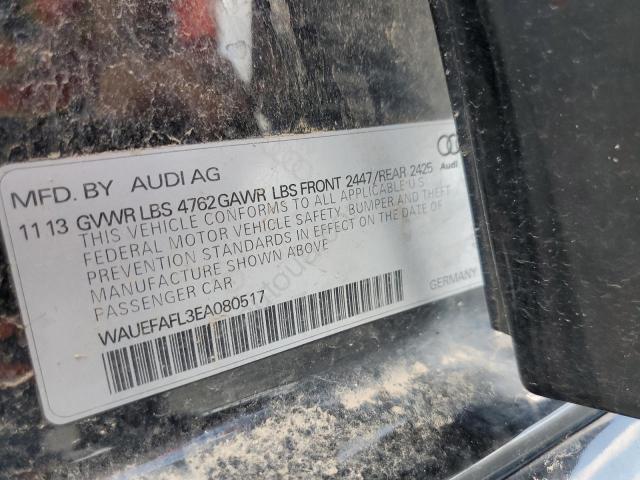 MFD. BY AUDI AG
Audi
11 13 GVWR LBS 4762 GAWR LBS FRONT 2447/REAR 2425
THIS VEHICLE CONFORMS TO ALL APPLICABLE U.S.
FEDERAL MOTOR VEHICLE SAFETY, BUMPER AND THEFT
PREVENTION STANDARDS IN EFFECT ON THE DATE OF
MANUFACTURE SHOWN ABOVE
PASSENGER CAR
GERMANY
WAUEFAFL3EA080517